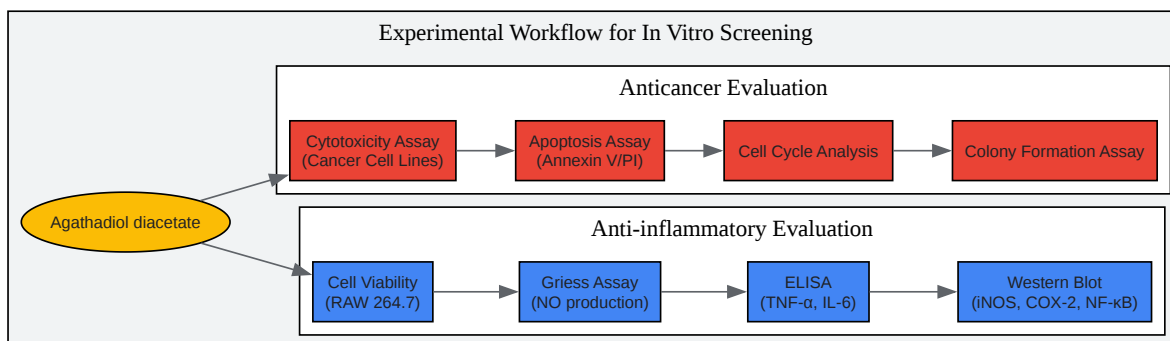 Experimental Workflow for In Vitro Screening
Anticancer Evaluation
Cytotoxicity Assay
(Cancer Cell Lines)
Apoptosis Assay
(Annexin V/PI)
Cell Cycle Analysis
Colony Formation Assay
Agathadiol diacetate
Anti-inflammatory Evaluation
Cell Viability
(RAW 264.7)
Griess Assay
(NO production)
ELISA
(TNF-α, IL-6)
Western Blot
(iNOS, COX-2, NF-κB)